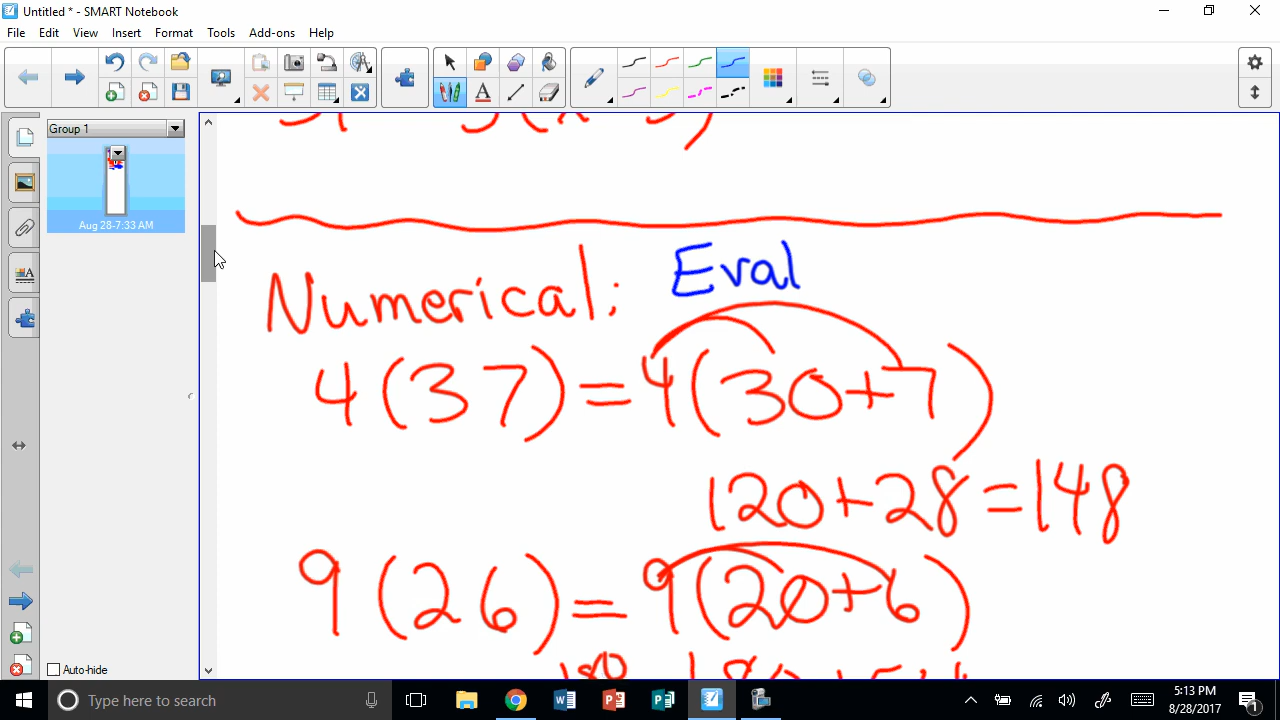 Untitled * - SMART Notebook
File Edit View Insert Format Tools Add-ons Help
Group 1
Aug 28-7:33 AM
Numerical: Eval
4(37)=4(30+7)
120+28=148
9(26)=9(20+6)
Auto-hide
Type here to search
5:13 PM
8/28/2017
1